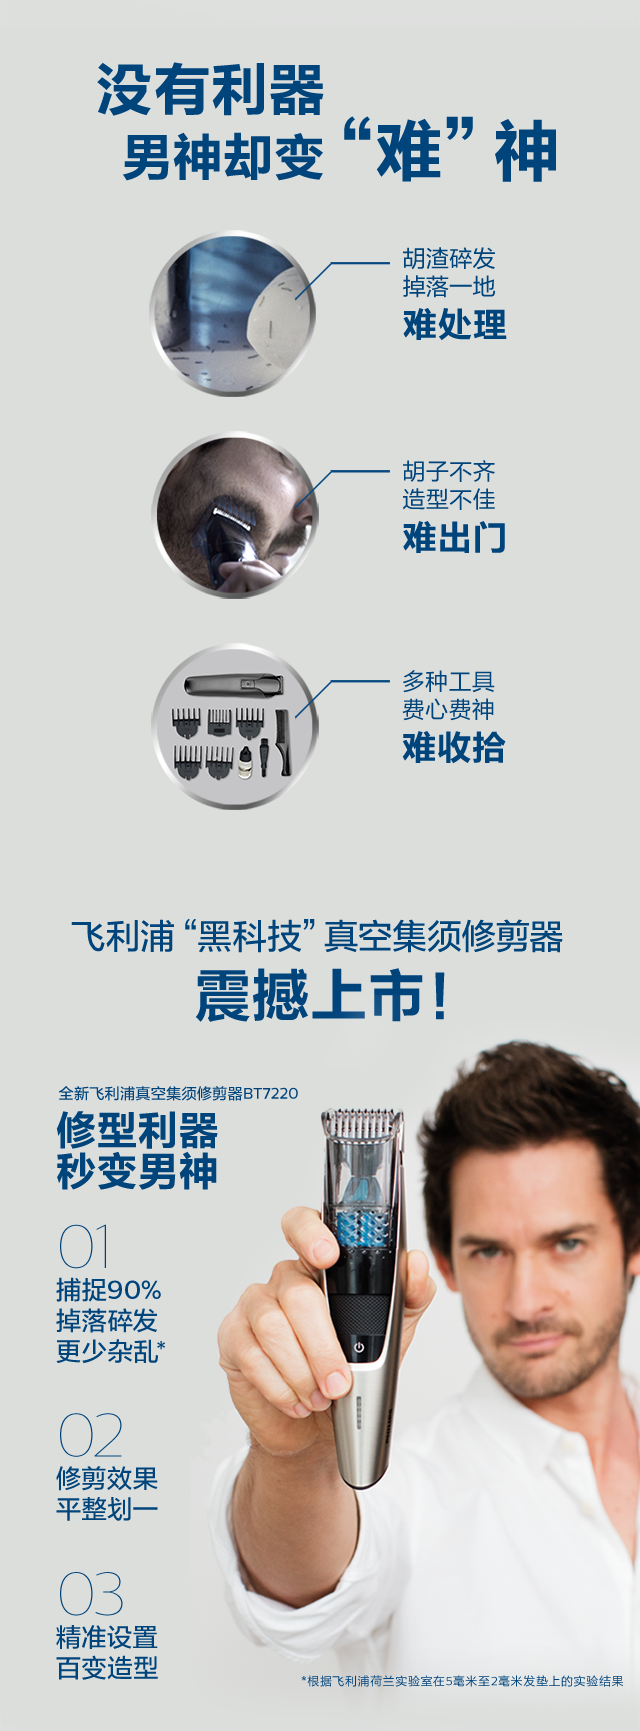 没有利器
男神却变“难”神
胡渣碎发
掉落一地
难处理
胡子不齐
造型不佳
难出门
多种工具
费心费神
难收拾
飞利浦“黑科技”真空集须修剪器
震撼上市！
全新飞利浦真空集须修剪器BT7220
修型利器
秒变男神
01
捕捉90%
掉落碎发
更少杂乱*
02
修剪效果
平整划一
03
精准设置
百变造型
*根据飞利浦荷兰实验室在5毫米至2毫米发垫上的实验结果